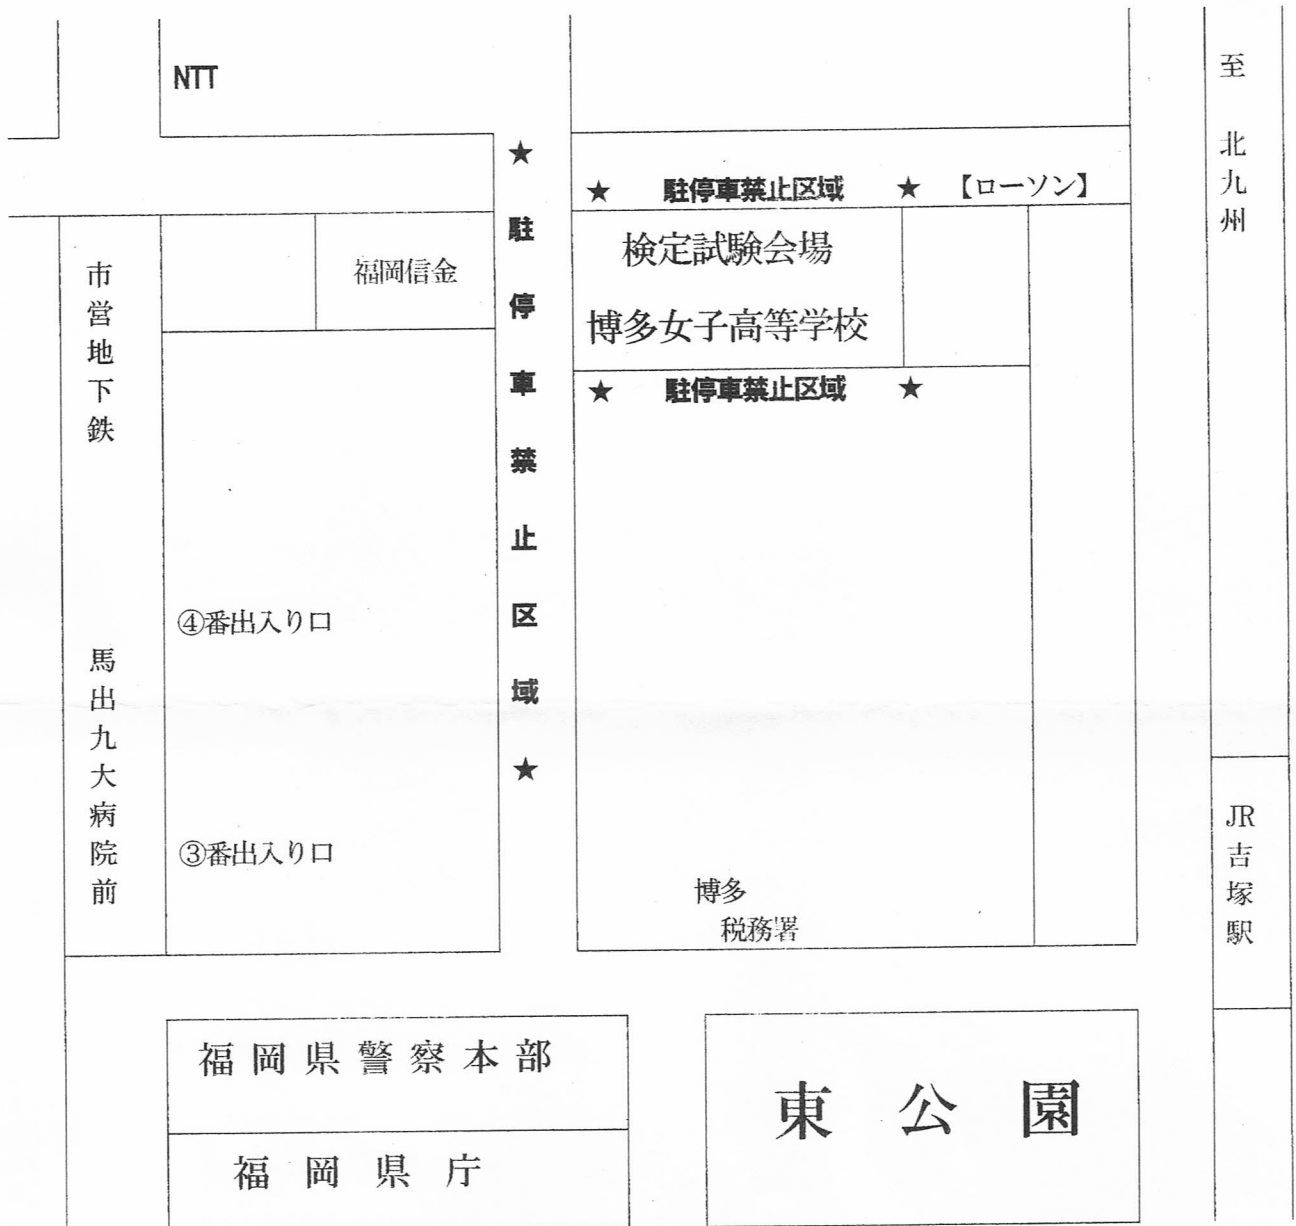 NTT
至 北九州
★ 駐停車禁止区域 ★
★ 駐停車禁止区域 ★ 【ローソン】
検定試験会場
博多女子高等学校
★ 駐停車禁止区域 ★
福岡信金
市営地下鉄 馬出九大病院前
④番出入り口
③番出入り口
博多
税務署
JR吉塚駅
福岡県警察本部
福岡県庁
東公園